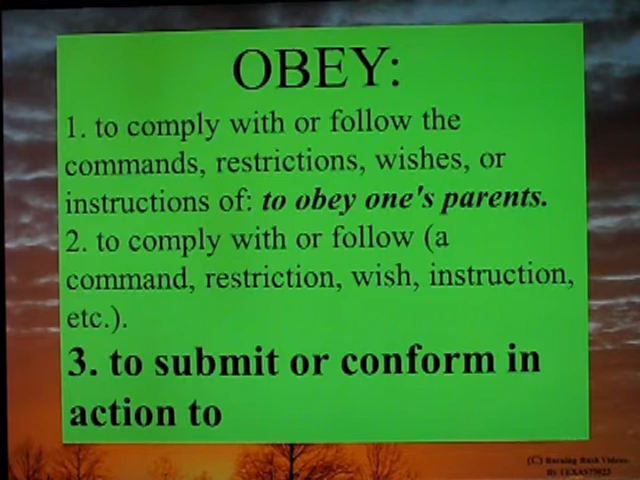 OBEY:
1. to comply with or follow the
commands, restrictions, wishes, or
instructions of: to obey one's parents.
2. to comply with or follow (a
command, restriction, wish, instruction,
etc.).
3. to submit or conform in
action to
(C) Burning Bush Videos.
By TEXAS75023